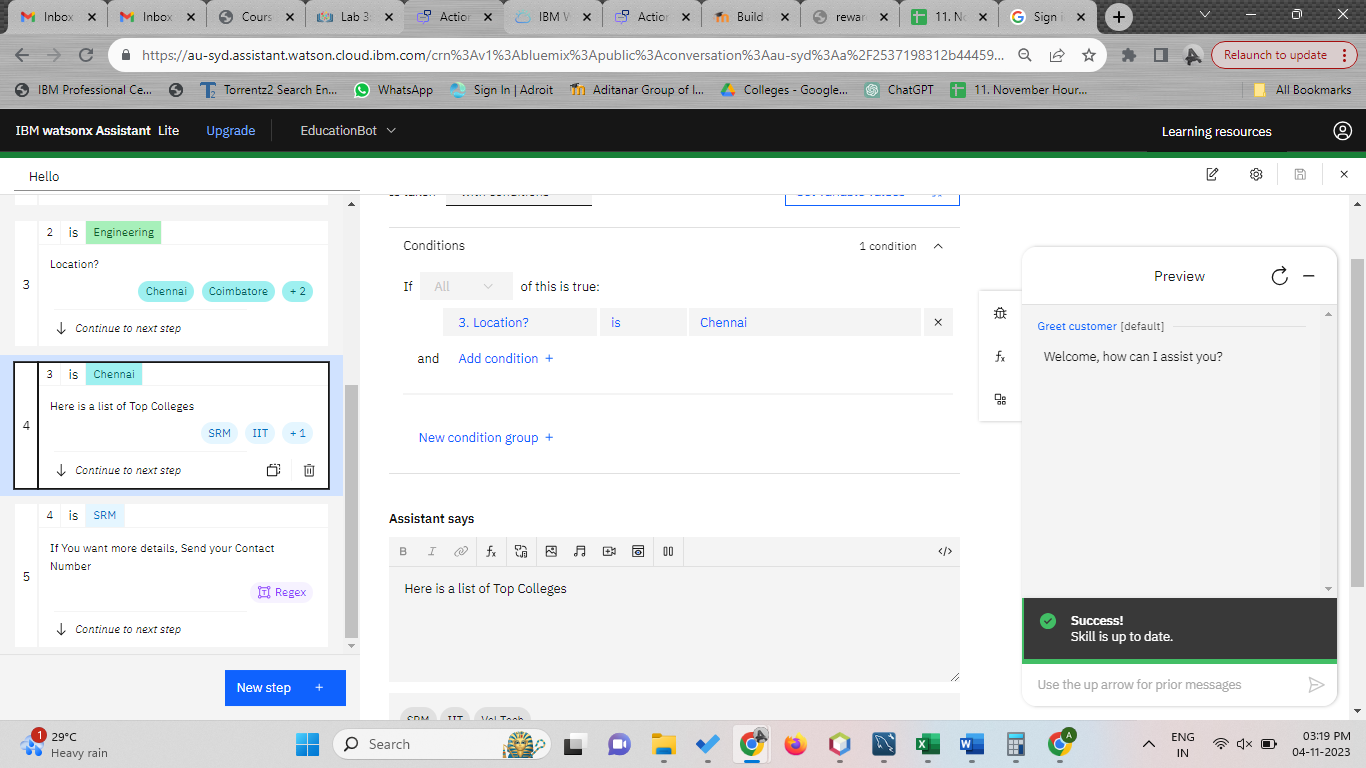 Inbox
Inbox
Cours
Lab 3
Action
IBM W
Action
Build
rewar
11. No
Sign i
https://au-syd.assistant.watson.cloud.ibm.com/crn%3Av1%3Abluemix%3Apublic%3Aconversation%3Aau-syd%3Aa%2F2537198312b44459...
Relaunch to update
IBM Professional Ce...
Torrentz2 Search En...
WhatsApp
Sign In | Adroit
Aditanar Group of I...
Colleges - Google...
ChatGPT
11. November Hour...
All Bookmarks
IBM watsonx Assistant Lite
Upgrade
EducationBot
Learning resources
Hello
2 is Engineering
3
Location?
Chennai Coimbatore + 2
Continue to next step
3 is Chennai
4
Here is a list of Top Colleges
SRM IIT + 1
Continue to next step
4 is SRM
5
If You want more details, Send your Contact
Number
Regex
Continue to next step
New step +
Conditions
1 condition
If All of this is true:
3. Location? is Chennai
and Add condition +
New condition group +
Assistant says
B I
Here is a list of Top Colleges
SRM IIT Vel Tech
Preview
Greet customer [default]
Welcome, how can I assist you?
Success!
Skill is up to date.
Use the up arrow for prior messages
1
29°C
Heavy rain
Search
A
ENG
IN
03:19 PM
04-11-2023